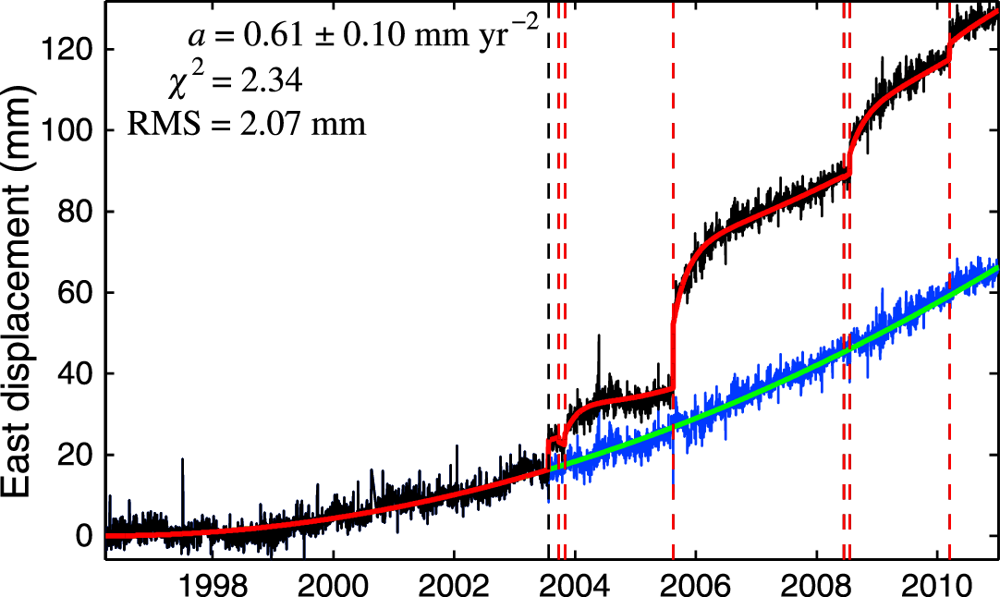 a = 0.61 ± 0.10 mm yr⁻²
χ² = 2.34
RMS = 2.07 mm
East displacement (mm)
120
100
80
60
40
20
0
1998 2000 2002 2004 2006 2008 2010